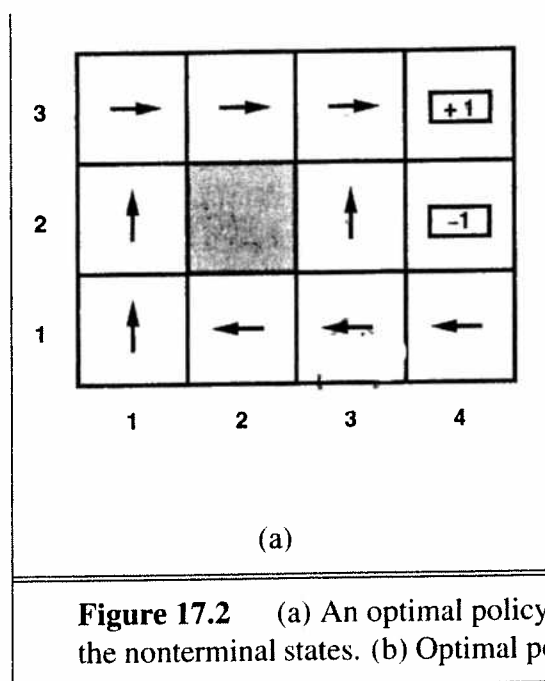 3
+1
2
−1
1
1 2 3 4
(a)
Figure 17.2 (a) An optimal policy
the nonterminal states. (b) Optimal